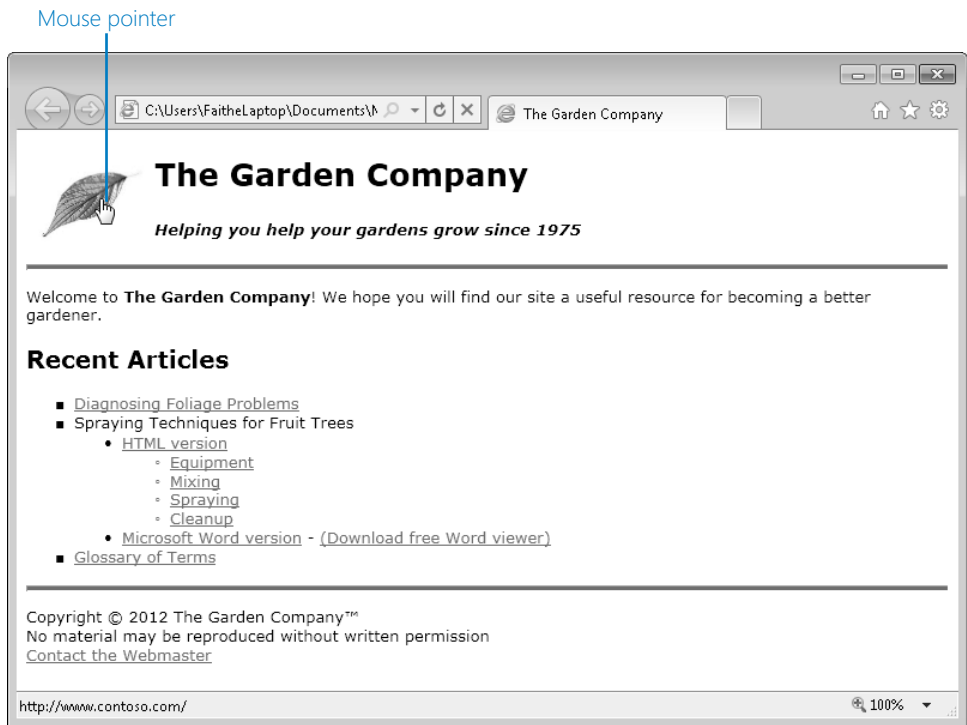 Mouse pointer
C:\Users\FaitheLaptop\Documents\
The Garden Company
The Garden Company
Helping you help your gardens grow since 1975
Welcome to The Garden Company! We hope you will find our site a useful resource for becoming a better
gardener.
Recent Articles
Diagnosing Foliage Problems
Spraying Techniques for Fruit Trees
HTML version
Equipment
Mixing
Spraying
Cleanup
Microsoft Word version - (Download free Word viewer)
Glossary of Terms
Copyright © 2012 The Garden Company™
No material may be reproduced without written permission
Contact the Webmaster
http://www.contoso.com/
100%